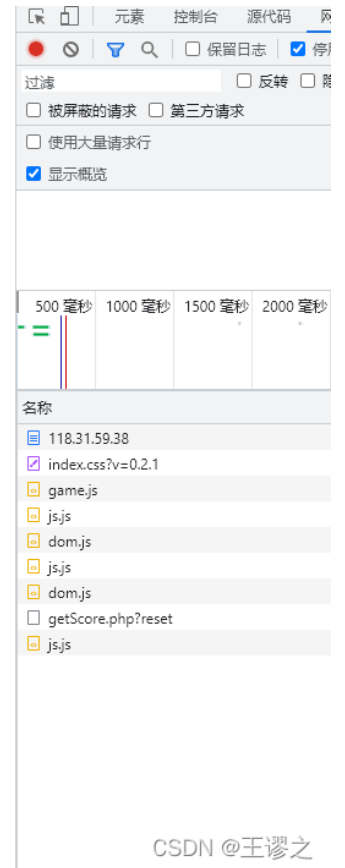 元素 控制台 源代码
保留日志
过滤 反转
被屏蔽的请求 第三方请求
使用大量请求行
显示概览
500 毫秒 1000 毫秒 1500 毫秒 2000 毫秒
名称
118.31.59.38
index.css?v=0.2.1
game.js
js.js
dom.js
js.js
dom.js
getScore.php?reset
js.js
CSDN @王谬之